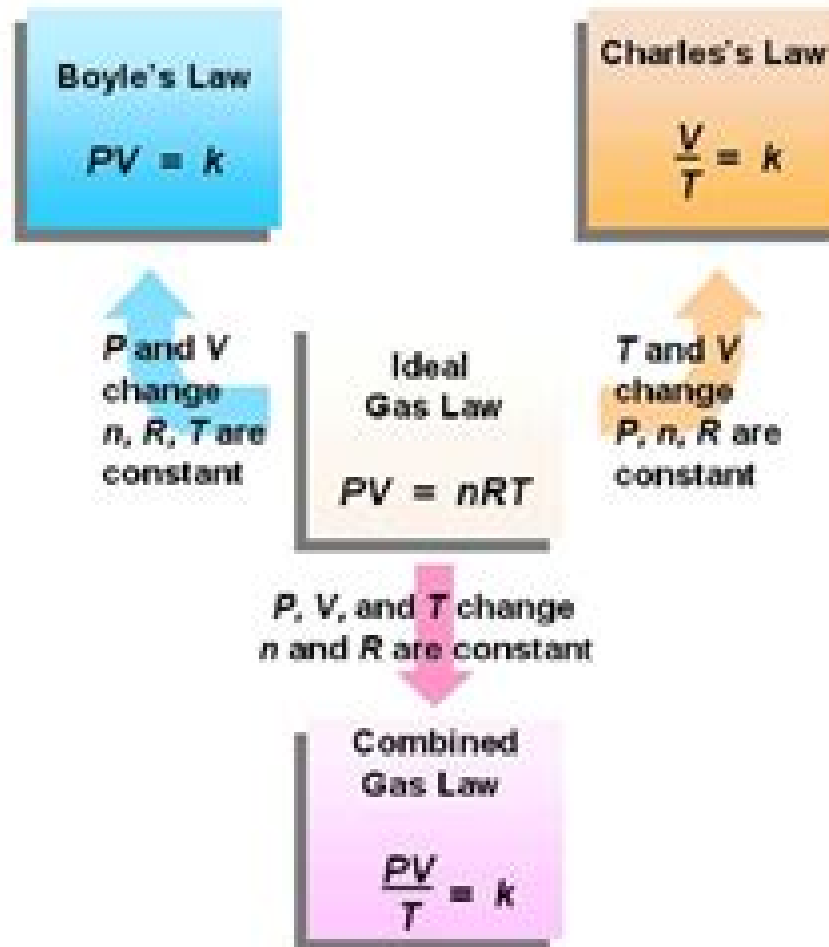 Boyle's Law
PV = k
Charles's Law
V
T
= k
P and V
change
n, R, T are
constant
Ideal
Gas Law
PV = nRT
T and V
change
P, n, R are
constant
P, V, and T change
n and R are constant
Combined
Gas Law
PV
T
= k